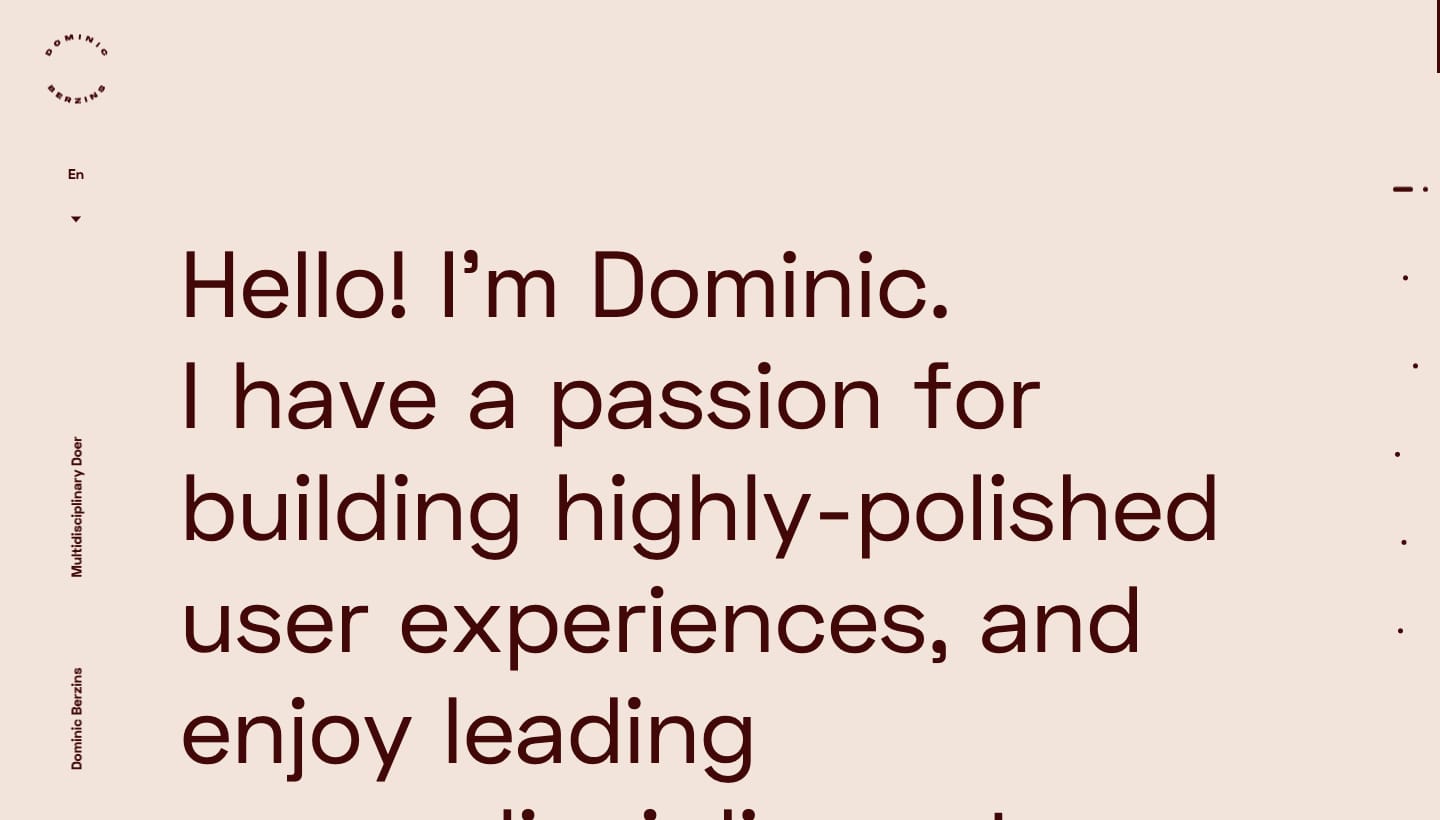 DOMINIC
BERZINS
En
Multidisciplinary Doer
Dominic Berzins
Hello! I’m Dominic.
I have a passion for
building highly-polished
user experiences, and
enjoy leading